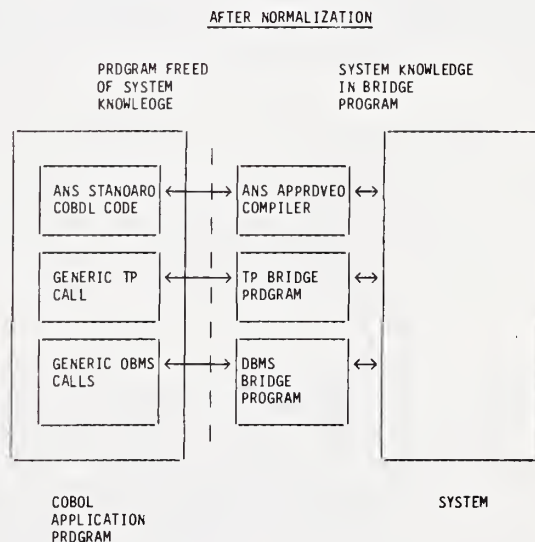 AFTER NORMALIZATION
PRDGRAM FREED
OF SYSTEM
KNOWLEOGE
SYSTEM KNOWLEDGE
IN BRIDGE
PROGRAM
ANS STANOARO
COBDL CODE
ANS APPRDVEO
COMPILER
GENERIC TP
CALL
TP BRIDGE
PRDGRAM
GENERIC OBMS
CALLS
DBMS
BRIDGE
PROGRAM
COBOL
APPLICATION
PRDGRAM
SYSTEM